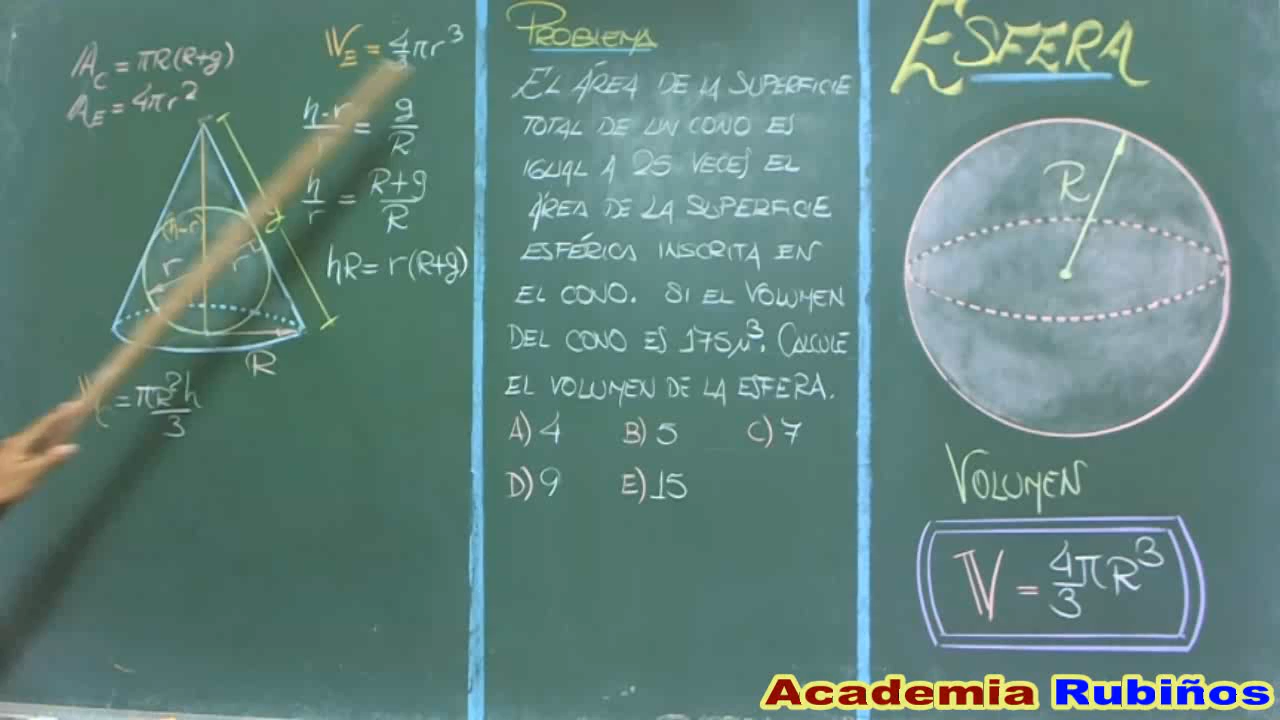 A_C = πR(R+g)
A_E = 4πr²
V_E = 4/3 πr³
h-r/r = g/R
h/r = R+g/R
hR = r(R+g)
(h-r)
g
r
r
R
= πR²h/3
PROBLEMA
EL ÁREA DE LA SUPERFICIE
TOTAL DE UN CONO ES
IGUAL A 25 VECES EL
ÁREA DE LA SUPERFICIE
ESFÉRICA INSCRITA EN
EL CONO. SI EL VOLUMEN
DEL CONO ES 175μ³. CALCULE
EL VOLUMEN DE LA ESFERA.
A) 4 B) 5 C) 7
D) 9 E) 15
ESFERA
R
VOLUMEN
V = 4/3 πR³
Academia Rubiños